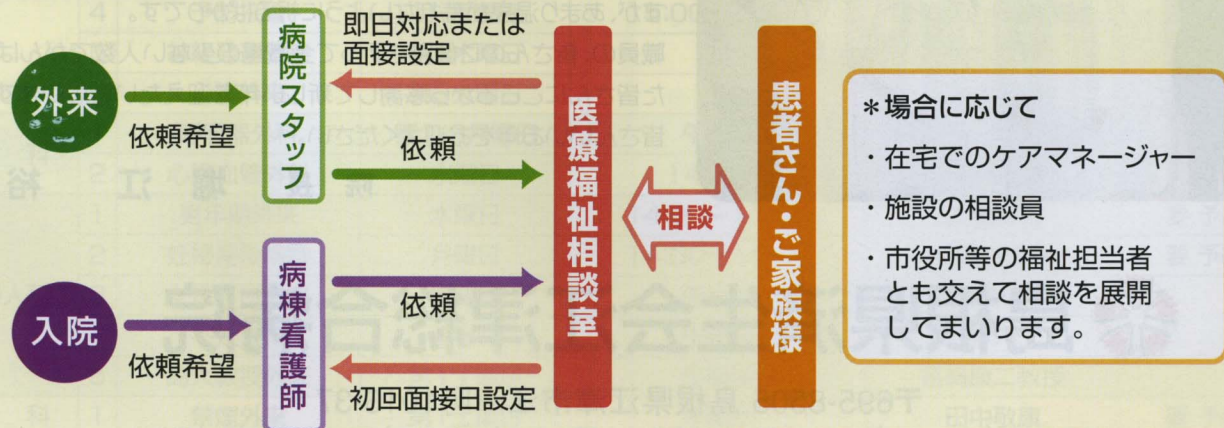 外来
依頼希望
病院スタッフ
即日対応または
面接設定
依頼
入院
依頼希望
病棟看護師
依頼
初回面接日設定
医療福祉相談室
相談
患者さん・ご家族様
＊場合に応じて
・在宅でのケアマネージャー
・施設の相談員
・市役所等の福祉担当者
とも交えて相談を展開
してまいります。